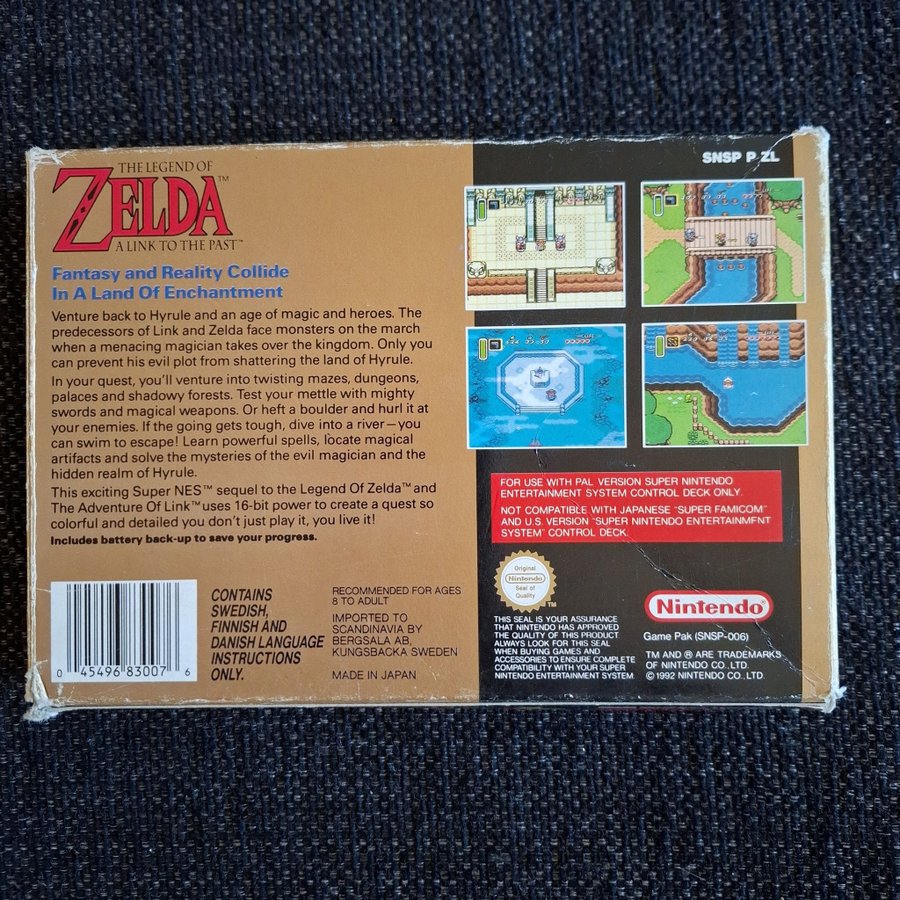 THE LEGEND OF
ZELDA™
A LINK TO THE PAST™
Fantasy and Reality Collide
In A Land Of Enchantment
Venture back to Hyrule and an age of magic and heroes. The
predecessors of Link and Zelda face monsters on the march
when a menacing magician takes over the kingdom. Only you
can prevent his evil plot from shattering the land of Hyrule.
In your quest, you'll venture into twisting mazes, dungeons,
palaces and shadowy forests. Test your mettle with mighty
swords and magical weapons. Or heft a boulder and hurl it at
your enemies. If the going gets tough, dive into a river—you
can swim to escape! Learn powerful spells, locate magical
artifacts and solve the mysteries of the evil magician and the
hidden realm of Hyrule.
This exciting Super NES™ sequel to the Legend Of Zelda™ and
The Adventure Of Link™ uses 16-bit power to create a quest so
colorful and detailed you don't just play it, you live it!
Includes battery back-up to save your progress.
0 45496 83007 6
CONTAINS
SWEDISH,
FINNISH AND
DANISH LANGUAGE
INSTRUCTIONS
ONLY.
RECOMMENDED FOR AGES
8 TO ADULT
IMPORTED TO
SCANDINAVIA BY
BERGSALA AB,
KUNGSBACKA SWEDEN
MADE IN JAPAN
SNSP P ZL
FOR USE WITH PAL VERSION SUPER NINTENDO
ENTERTAINMENT SYSTEM CONTROL DECK ONLY.
NOT COMPATIBLE WITH JAPANESE "SUPER FAMICOM"
AND U.S. VERSION "SUPER NINTENDO ENTERTAINMENT
SYSTEM" CONTROL DECK.
Original
Nintendo
Seal of
Quality
™
THIS SEAL IS YOUR ASSURANCE
THAT NINTENDO HAS APPROVED
THE QUALITY OF THIS PRODUCT.
ALWAYS LOOK FOR THIS SEAL
WHEN BUYING GAMES AND
ACCESSORIES TO ENSURE COMPLETE
COMPATIBILITY WITH YOUR SUPER
NINTENDO ENTERTAINMENT SYSTEM
Nintendo®
Game Pak (SNSP-006)
TM AND ® ARE TRADEMARKS
OF NINTENDO CO., LTD.
© 1992 NINTENDO CO., LTD.